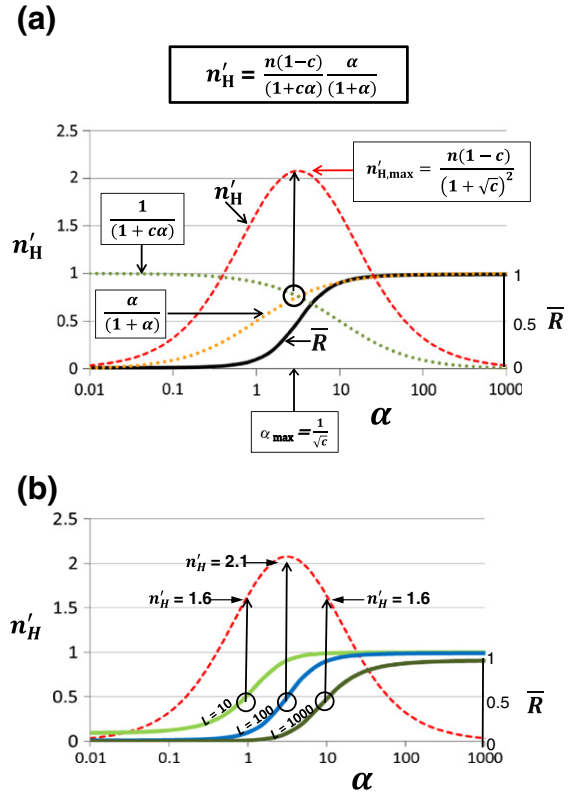 (a)
n′H = n(1−c)/(1+cα) α/(1+α)
2.5
2
1.5
1
0.5
0
n′H
0.01
0.1
1
10
100
1000
α
1
0.5
0
R̅
n′H,max = n(1−c)/(1+√c)²
n′H
1/(1+cα)
α/(1+α)
R̅
αmax = 1/√c
(b)
2.5
2
1.5
1
0.5
0
n′H
n′H = 2.1
n′H = 1.6
n′H = 1.6
L = 10
L = 100
L = 1000
1
0.5
0
R̅
0.01
0.1
1
10
100
1000
α